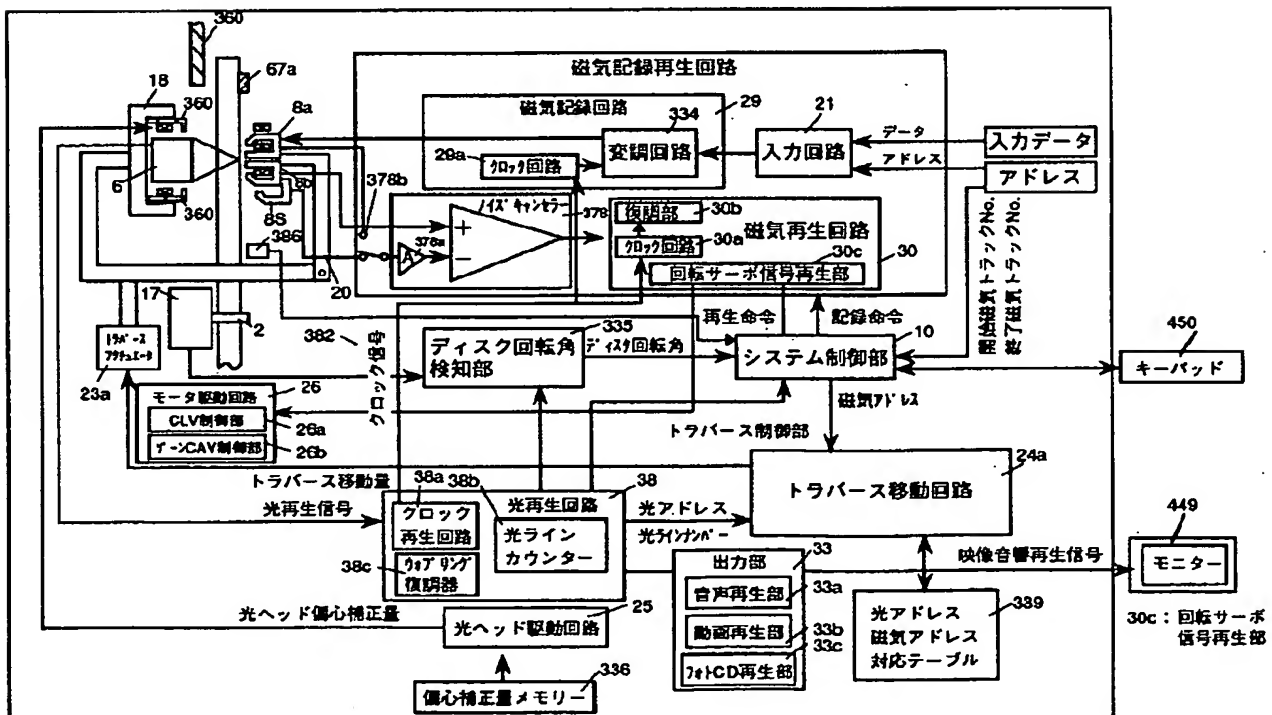 360
67a
18
360
8a
6
8b
360
8S
386
378b
20
17
2
磁気記録再生回路
磁気記録回路
29
334
変調回路
29a
クロック回路
21
入力回路
データ
アドレス
入力データ
アドレス
ノイズキャンセラー
378
A
378a
+
−
復調部
30b
磁気再生回路
クロック回路
30a
30c
回転サーボ信号再生部
30
開始磁気トラックNo.
終了磁気トラックNo.
再生命令
記録命令
10
システム制御部
450
キーパッド
382
クロック信号
335
ディスク回転角
検知部
ディスク回転角
トラバース
アクチュエータ
23a
モータ駆動回路
26
CLV制御部
26a
ゾーンCAV制御部
26b
磁気アドレス
トラバース制御部
24a
トラバース移動回路
トラバース移動量
光再生信号
38a
38b
38
光再生回路
クロック
再生回路
光ライン
カウンター
38c
ウォブリング
復調器
光アドレス
光ラインナンバー
出力部
33
音声再生部
33a
動画再生部
33b
フォトCD再生部
33c
映像音響再生信号
449
モニター
光アドレス
磁気アドレス
対応テーブル
339
30c:回転サーボ
信号再生部
光ヘッド偏心補正量
25
光ヘッド駆動回路
偏心補正量メモリー
336